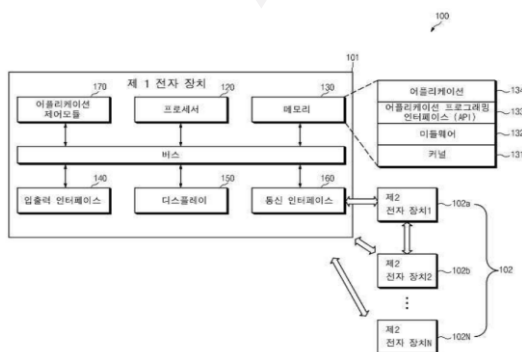 100
101
제 1 전자 장치
170
어플리케이션
제어모듈
120
프로세서
130
메모리
버스
140
입출력 인터페이스
150
디스플레이
160
통신 인터페이스
어플리케이션
134
어플리케이션 프로그래밍
인터페이스 (API)
133
미들웨어
132
커널
131
제2
전자 장치1
102a
제2
전자 장치2
102b
제2
전자 장치N
102N
102